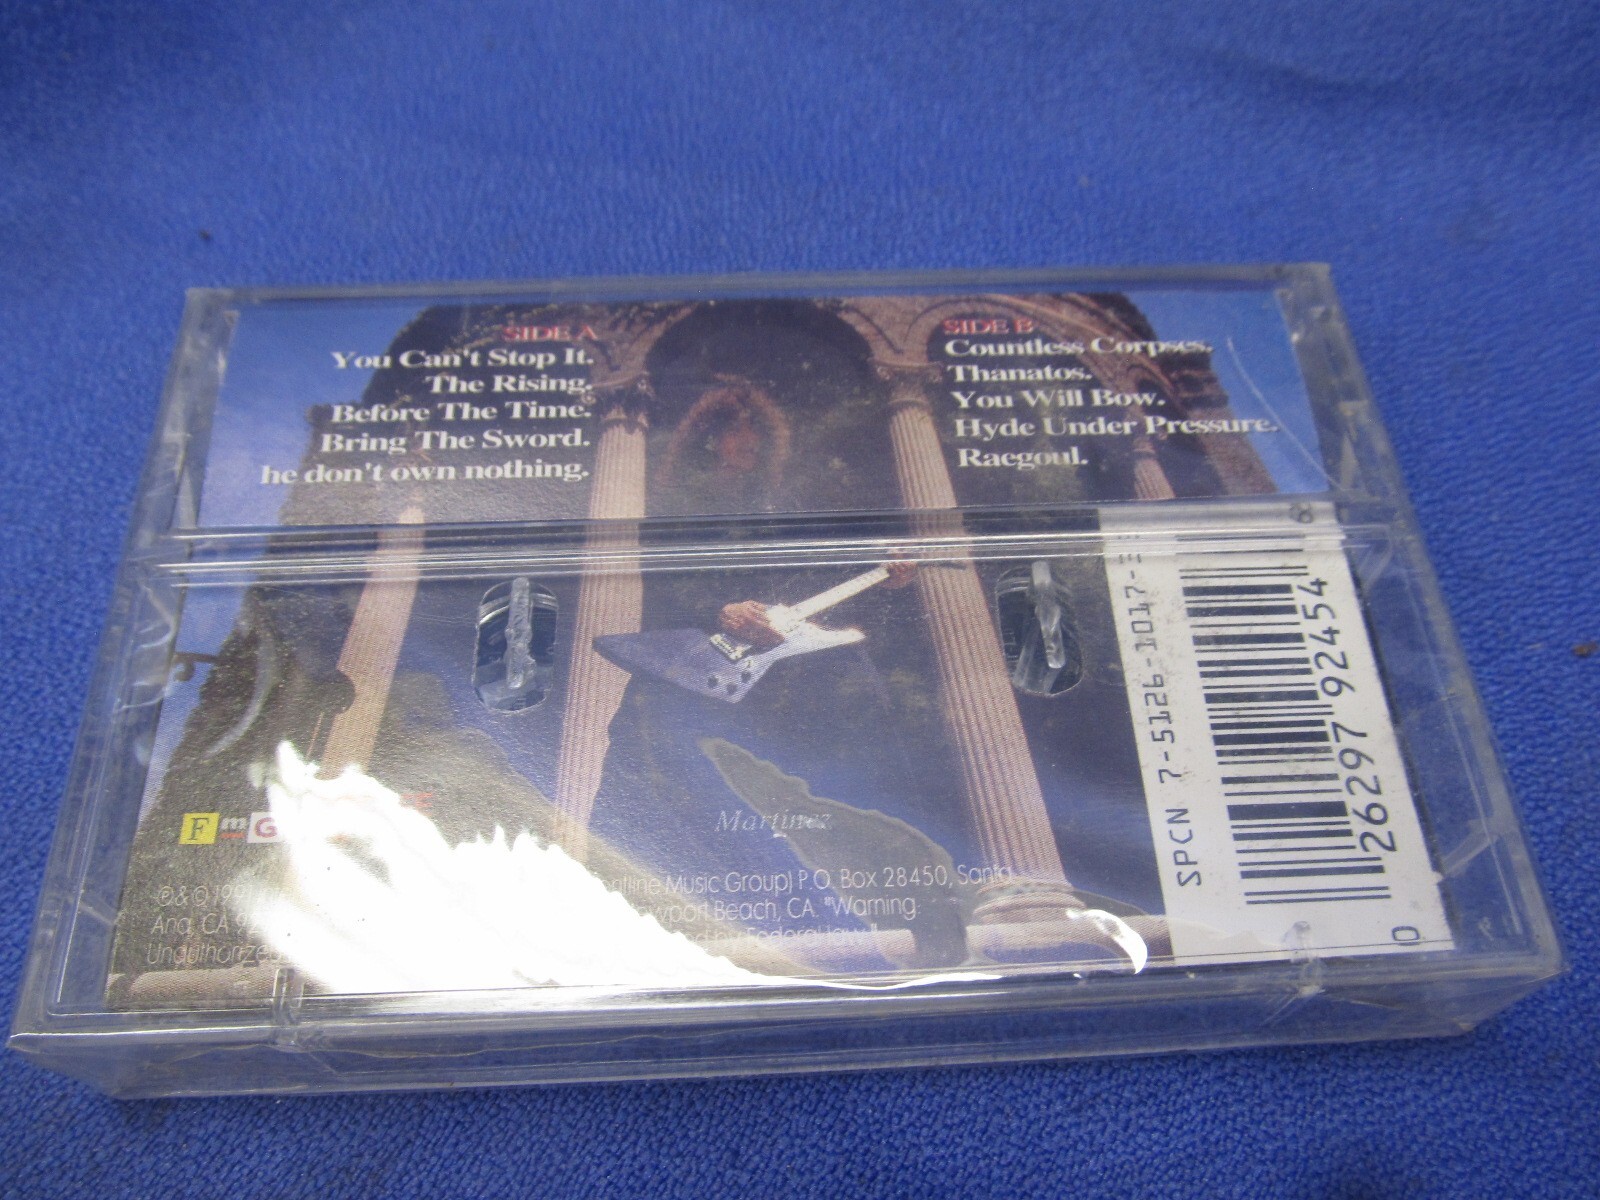 SIDE A
You Can't Stop It.
The Rising.
Before The Time.
Bring The Sword.
he don't own nothing.
SIDE B
Countless Corpses.
Thanatos.
You Will Bow.
Hyde Under Pressure.
Raegoul.
Martinez
F m G
Music Group) P.O. Box 28450, Santa
Ana, CA Beach, CA. "Warning:
Unauthorized by Federal Law."
SPCN 7-5126-1017-
26297 92454
10